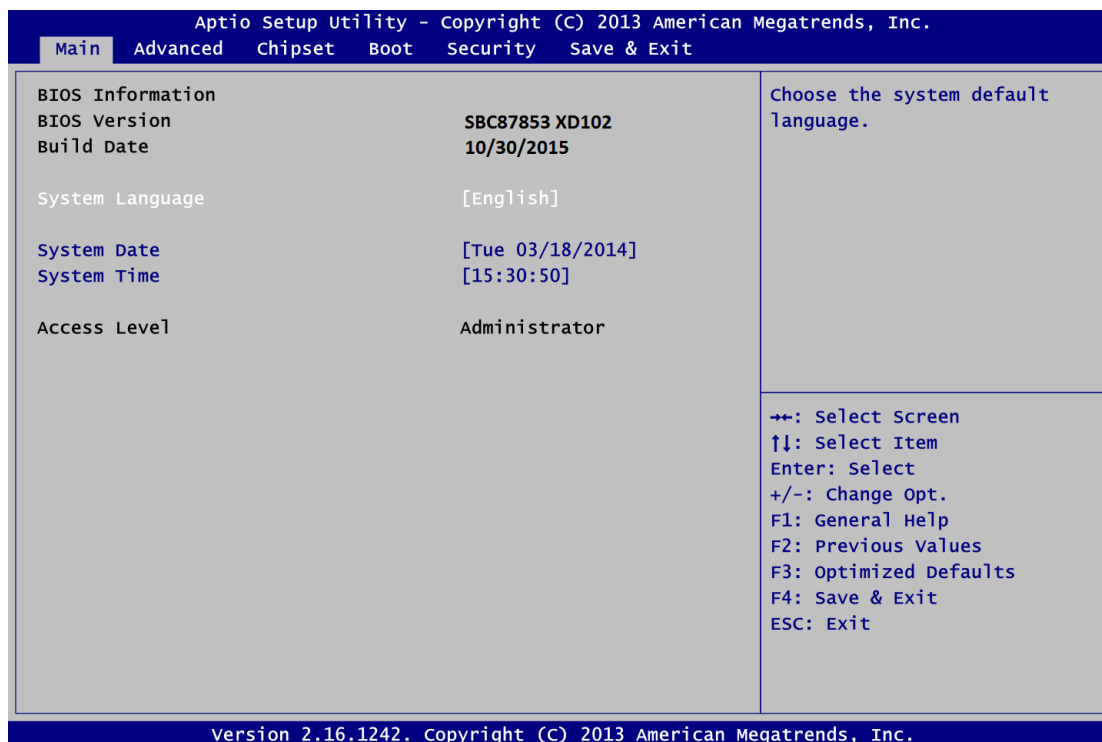 Aptio Setup Utility - Copyright (C) 2013 American Megatrends, Inc.
Main Advanced Chipset Boot Security Save & Exit
BIOS Information
BIOS Version SBC87853 XD102
Build Date 10/30/2015
System Language [English]
System Date [Tue 03/18/2014]
System Time [15:30:50]
Access Level Administrator
Choose the system default
language.
→←: Select Screen
↑↓: Select Item
Enter: Select
+/-: Change Opt.
F1: General Help
F2: Previous Values
F3: Optimized Defaults
F4: Save & Exit
ESC: Exit
Version 2.16.1242. Copyright (C) 2013 American Megatrends, Inc.